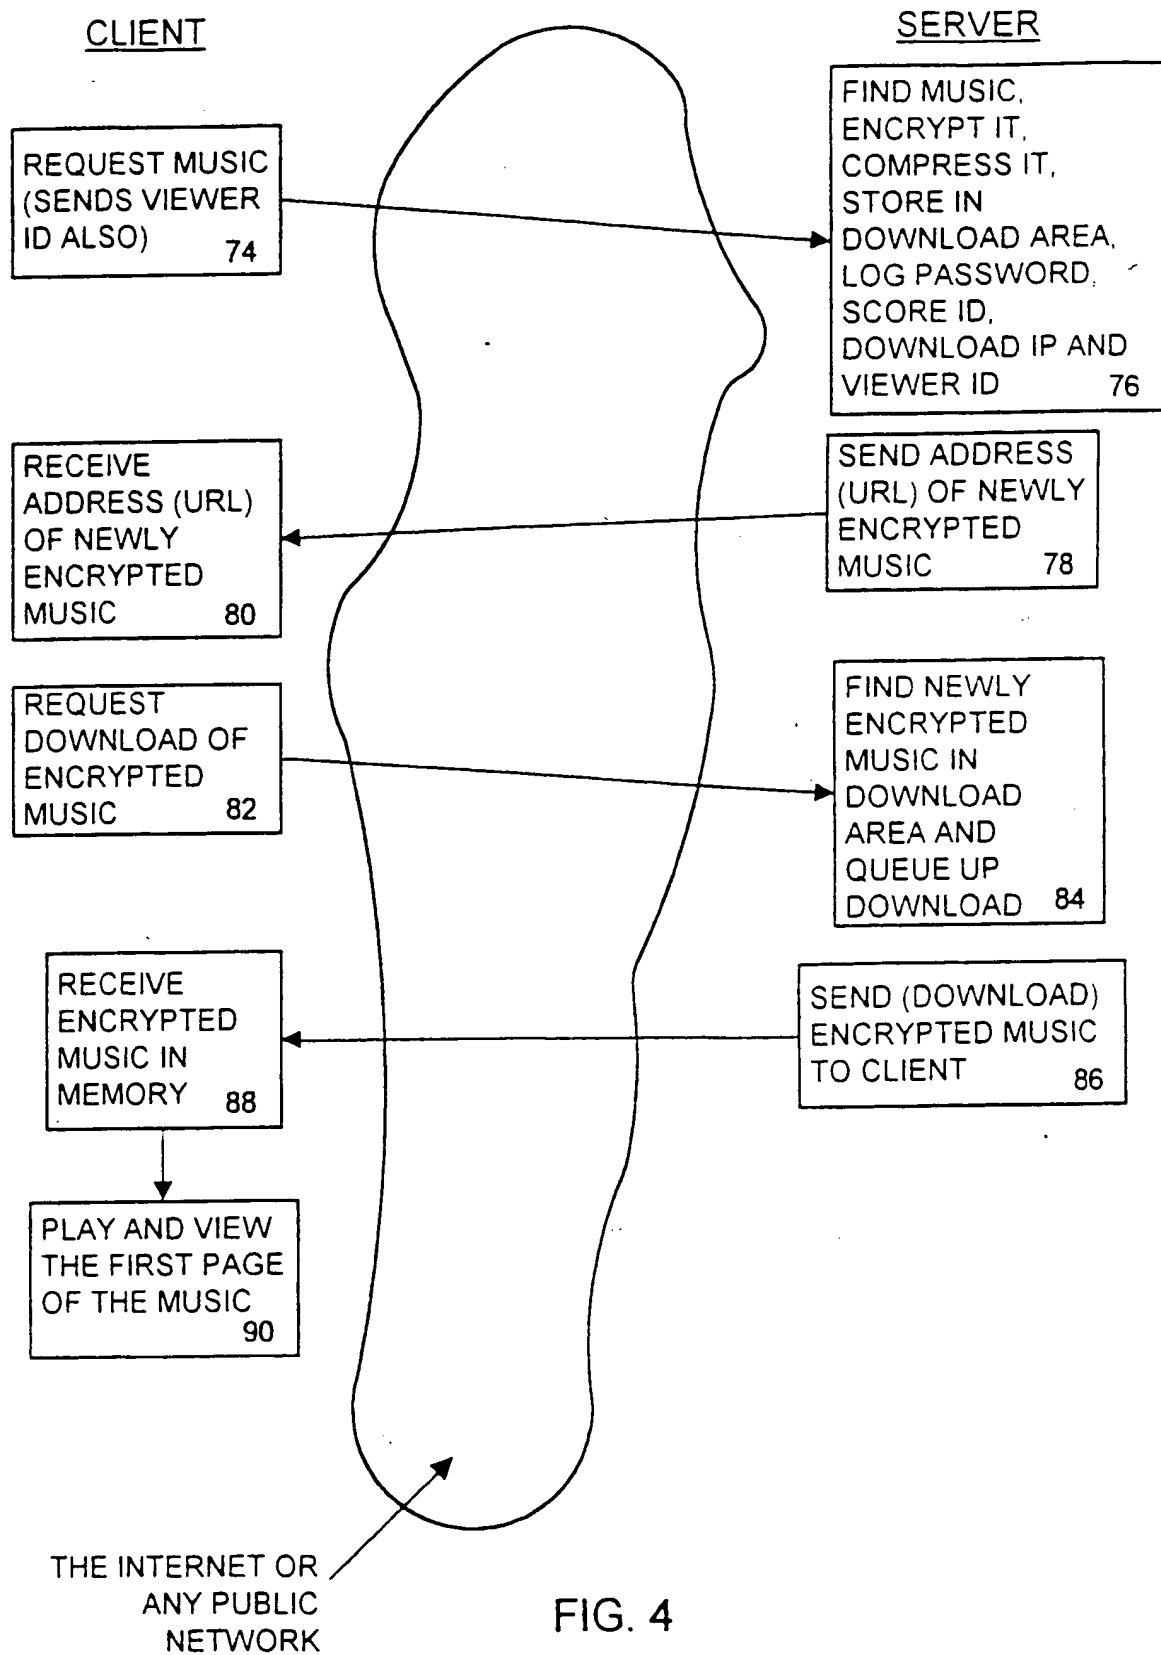 CLIENT
SERVER
REQUEST MUSIC
(SENDS VIEWER
ID ALSO) 74
FIND MUSIC,
ENCRYPT IT,
COMPRESS IT,
STORE IN
DOWNLOAD AREA,
LOG PASSWORD,
SCORE ID,
DOWNLOAD IP AND
VIEWER ID 76
SEND ADDRESS
(URL) OF NEWLY
ENCRYPTED
MUSIC 78
RECEIVE
ADDRESS (URL)
OF NEWLY
ENCRYPTED
MUSIC 80
REQUEST
DOWNLOAD OF
ENCRYPTED
MUSIC 82
FIND NEWLY
ENCRYPTED
MUSIC IN
DOWNLOAD
AREA AND
QUEUE UP
DOWNLOAD 84
SEND (DOWNLOAD)
ENCRYPTED MUSIC
TO CLIENT 86
RECEIVE
ENCRYPTED
MUSIC IN
MEMORY 88
PLAY AND VIEW
THE FIRST PAGE
OF THE MUSIC
90
THE INTERNET OR
ANY PUBLIC
NETWORK
FIG. 4